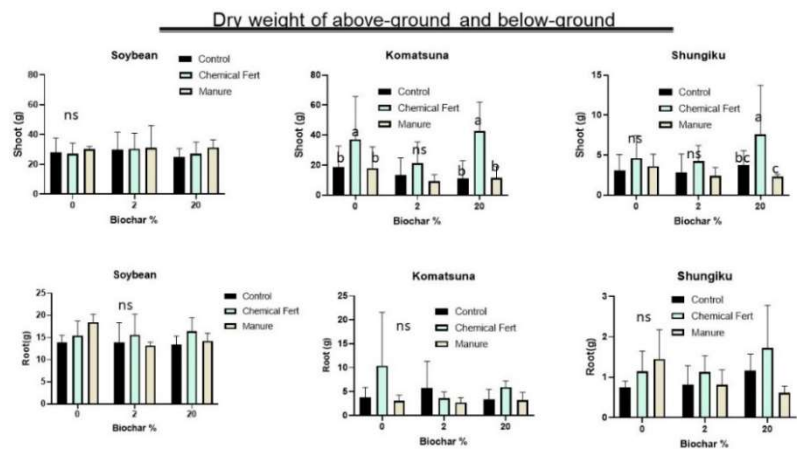 Dry weight of above-ground and below-ground
Soybean
Control
Chemical Fert
Manure
ns
Shoot (g)
80
60
40
20
0
0 2 20
Biochar %
Komatsuna
Control
Chemical Fert
Manure
Shoot (g)
80
60
40
20
0
b a b
ns
b a b
0 2 20
Biochar %
Shungiku
Control
Chemical Fert
Manure
Shoot (g)
15
10
5
0
ns
ns
bc a c
0 2 20
Biochar %
Soybean
Control
Chemical Fert
Manure
ns
Root(g)
25
20
15
10
5
0
0 2 20
Biochar %
Komatsuna
Control
Chemical Fert
Manure
ns
Root (g)
25
20
15
10
5
0
0 2 20
Biochar %
Shungiku
Control
Chemical Fert
Manure
ns
Root(g)
3
2
1
0
0 2 20
Biochar %